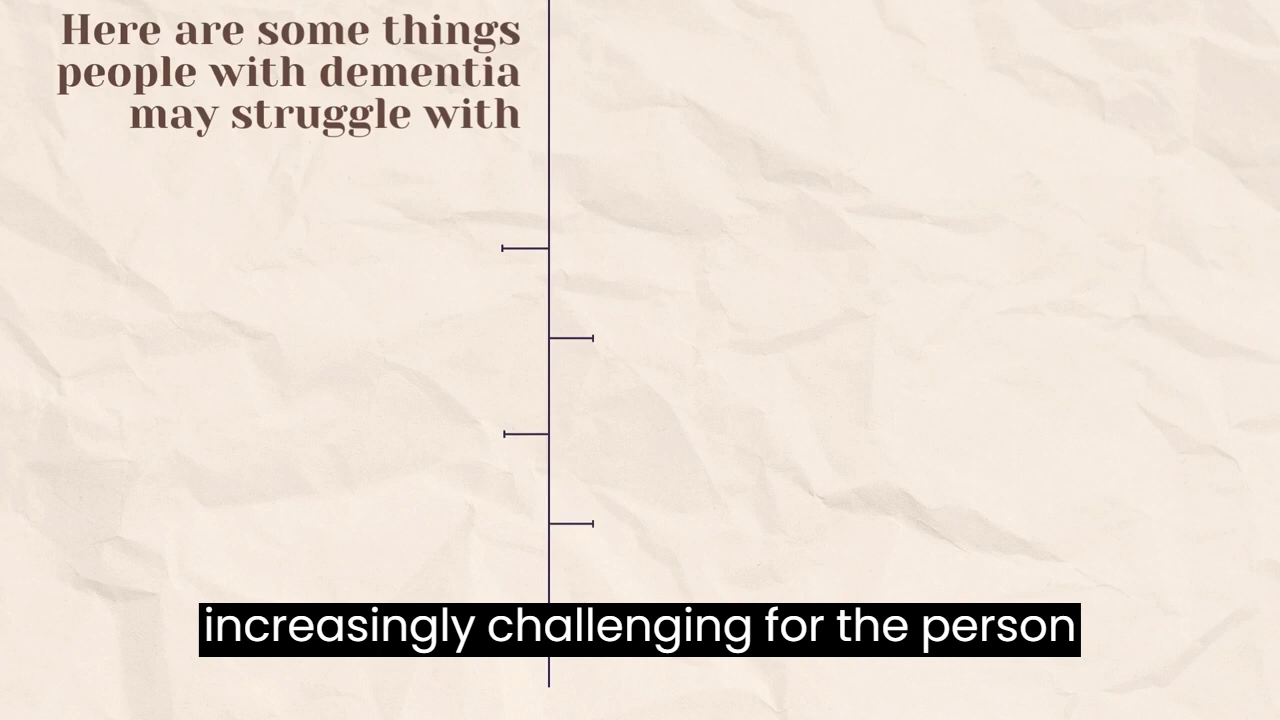 Here are some things
people with dementia
may struggle with
increasingly challenging for the person